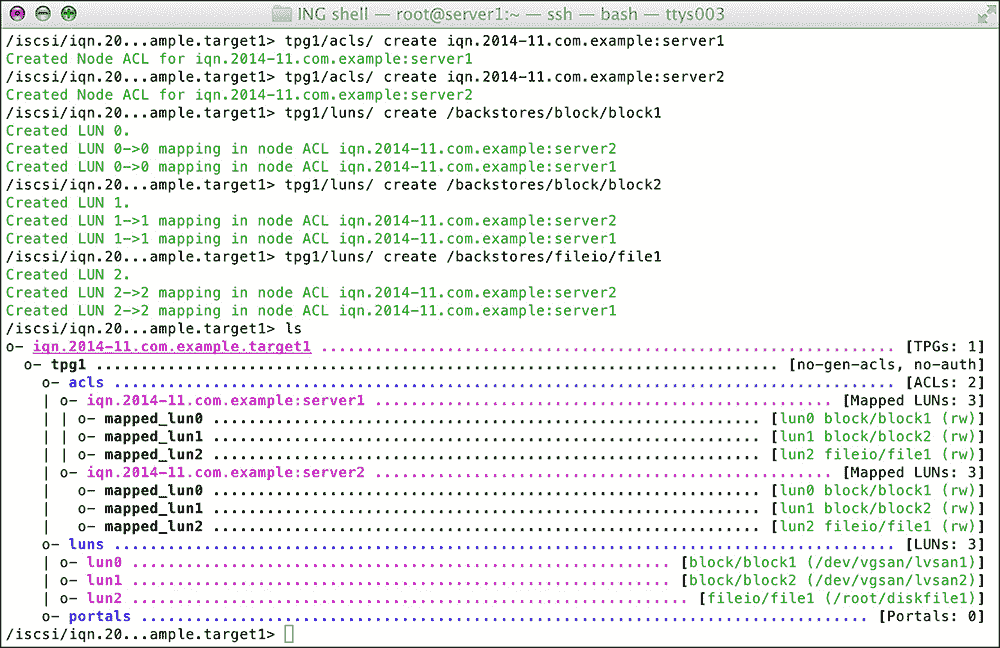 ING shell — root@server1:~ — ssh — bash — ttys003
/iscsi/iqn.20...ample.target1> tpg1/acls/ create iqn.2014-11.com.example:server1
Created Node ACL for iqn.2014-11.com.example:server1
/iscsi/iqn.20...ample.target1> tpg1/acls/ create iqn.2014-11.com.example:server2
Created Node ACL for iqn.2014-11.com.example:server2
/iscsi/iqn.20...ample.target1> tpg1/luns/ create /backstores/block/block1
Created LUN 0.
Created LUN 0->0 mapping in node ACL iqn.2014-11.com.example:server2
Created LUN 0->0 mapping in node ACL iqn.2014-11.com.example:server1
/iscsi/iqn.20...ample.target1> tpg1/luns/ create /backstores/block/block2
Created LUN 1.
Created LUN 1->1 mapping in node ACL iqn.2014-11.com.example:server2
Created LUN 1->1 mapping in node ACL iqn.2014-11.com.example:server1
/iscsi/iqn.20...ample.target1> tpg1/luns/ create /backstores/fileio/file1
Created LUN 2.
Created LUN 2->2 mapping in node ACL iqn.2014-11.com.example:server2
Created LUN 2->2 mapping in node ACL iqn.2014-11.com.example:server1
/iscsi/iqn.20...ample.target1> ls
o- iqn.2014-11.com.example.target1 ................................................................. [TPGs: 1]
  o- tpg1 ............................................................................. [no-gen-acls, no-auth]
    o- acls ....................................................................................... [ACLs: 2]
    | o- iqn.2014-11.com.example:server1 ................................................... [Mapped LUNs: 3]
    | | o- mapped_lun0 ............................................................. [lun0 block/block1 (rw)]
    | | o- mapped_lun1 ............................................................. [lun1 block/block2 (rw)]
    | | o- mapped_lun2 ............................................................. [lun2 fileio/file1 (rw)]
    | o- iqn.2014-11.com.example:server2 ................................................... [Mapped LUNs: 3]
    |   o- mapped_lun0 ............................................................. [lun0 block/block1 (rw)]
    |   o- mapped_lun1 ............................................................. [lun1 block/block2 (rw)]
    |   o- mapped_lun2 ............................................................. [lun2 fileio/file1 (rw)]
    o- luns ....................................................................................... [LUNs: 3]
    | o- lun0 ............................................................ [block/block1 (/dev/vgsan/lvsan1)]
    | o- lun1 ............................................................ [block/block2 (/dev/vgsan/lvsan2)]
    | o- lun2 .............................................................. [fileio/file1 (/root/diskfile1)]
    o- portals ................................................................................. [Portals: 0]
/iscsi/iqn.20...ample.target1>